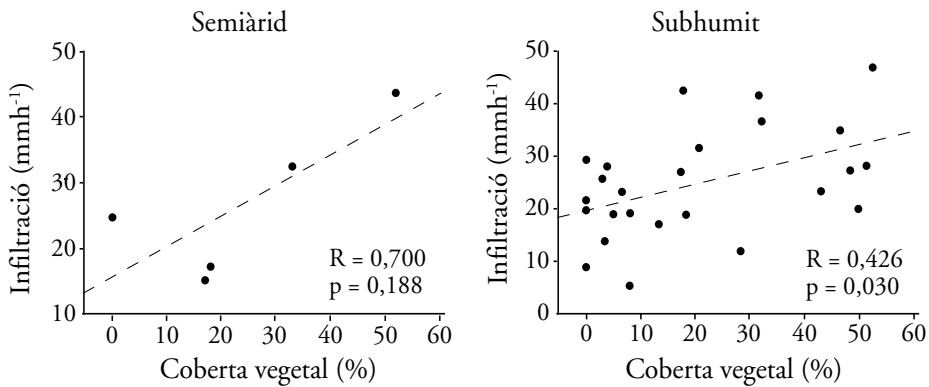 Semiàrid
Infiltració (mmh⁻¹)
50
40
30
20
10
R = 0,700
p = 0,188
0 10 20 30 40 50 60
Coberta vegetal (%)
Subhumit
Infiltració (mmh⁻¹)
50
40
30
20
10
0
R = 0,426
p = 0,030
0 10 20 30 40 50 60
Coberta vegetal (%)